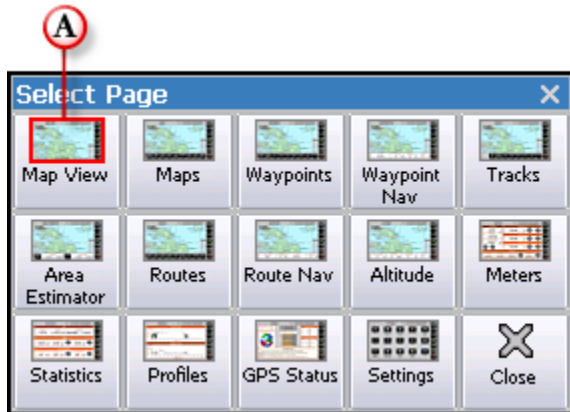 A
Select Page
Map View
Maps
Waypoints
Waypoint
Nav
Tracks
Area
Estimator
Routes
Route Nav
Altitude
Meters
Statistics
Profiles
GPS Status
Settings
Close